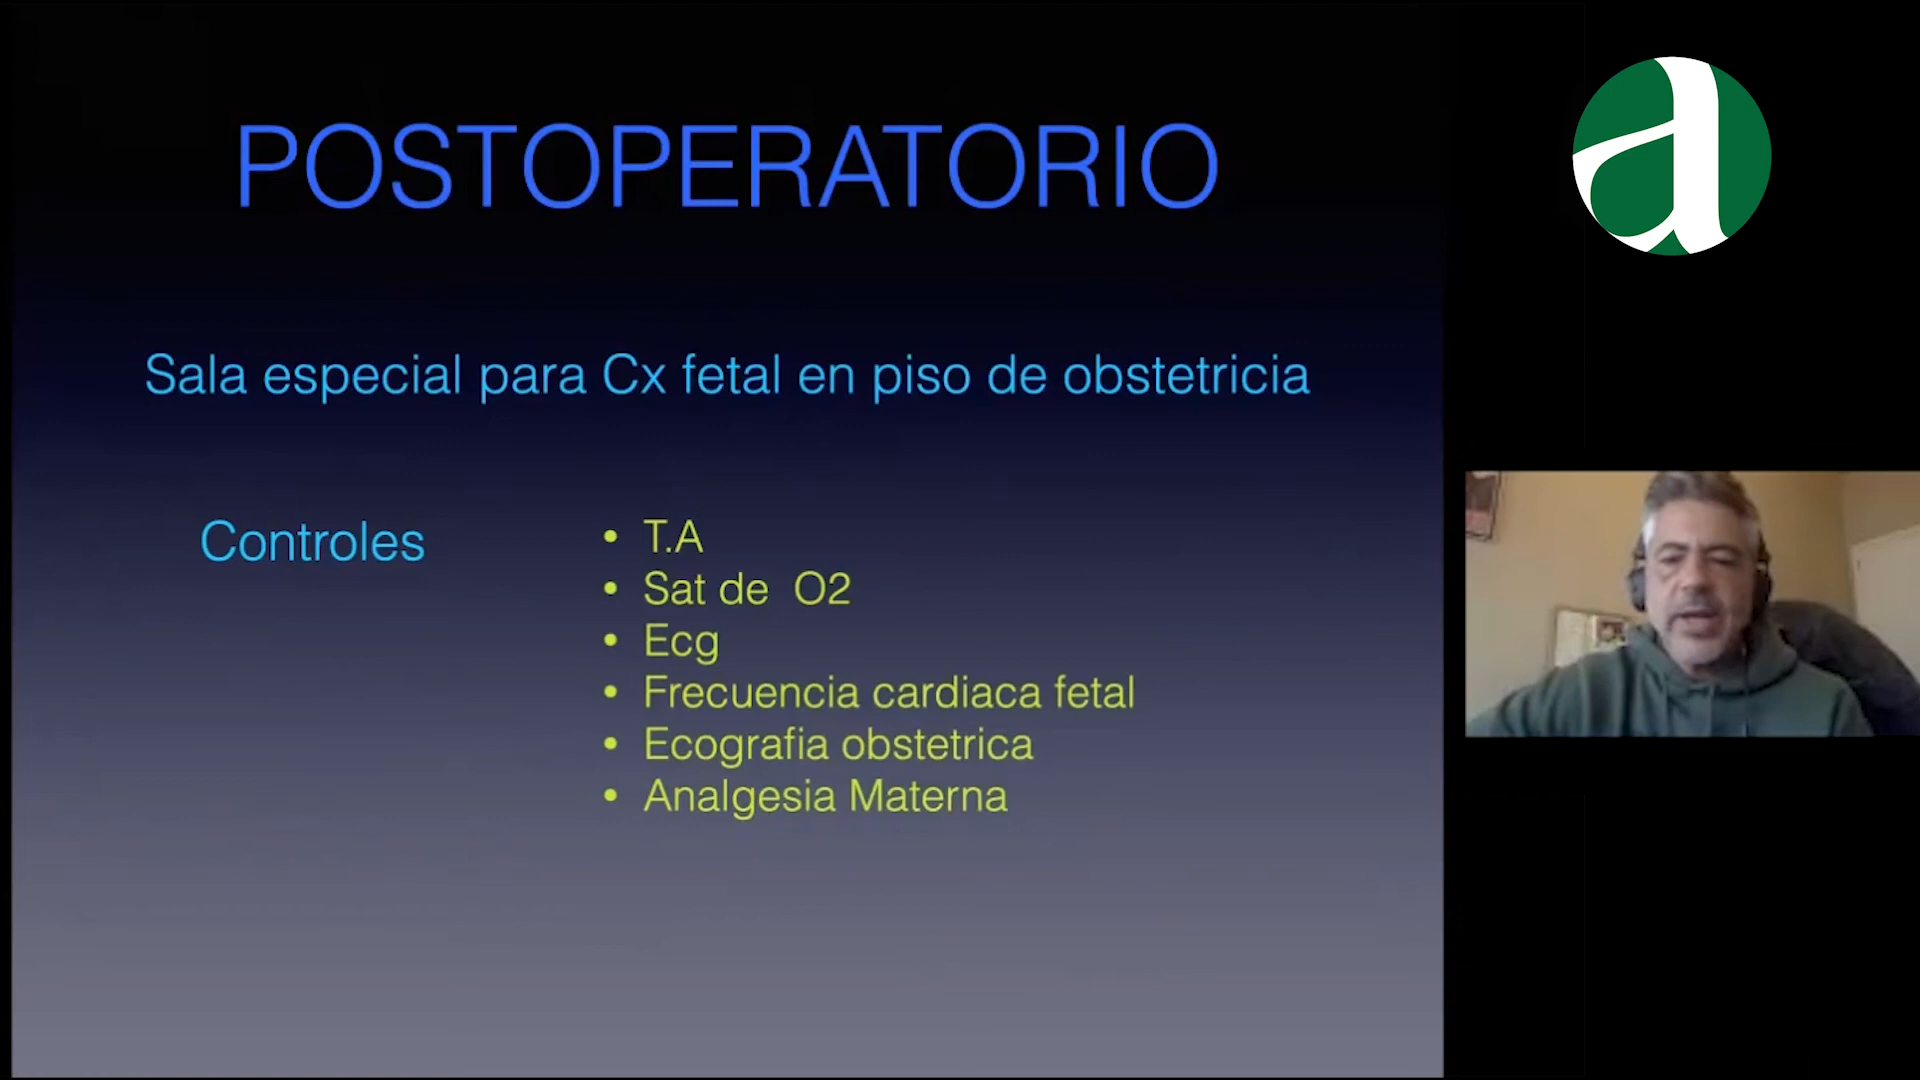 POSTOPERATORIO
Sala especial para Cx fetal en piso de obstetricia
Controles
• T.A
• Sat de O2
• Ecg
• Frecuencia cardiaca fetal
• Ecografia obstetrica
• Analgesia Materna
a